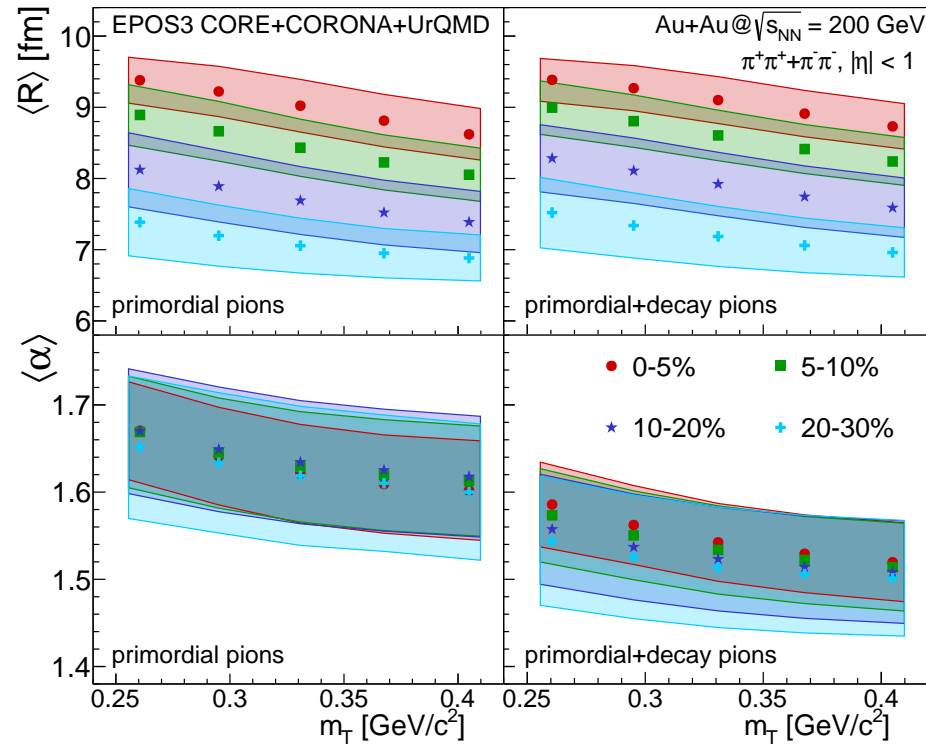 EPOS3 CORE+CORONA+UrQMD
Au+Au@√s_NN = 200 GeV
π⁺π⁺+π⁻π⁻, |η| < 1
⟨R⟩ [fm]
10
9
8
7
6
primordial pions
primordial+decay pions
⟨α⟩
1.7
1.6
1.5
1.4
0-5%
5-10%
10-20%
20-30%
primordial pions
primordial+decay pions
0.25 0.3 0.35 0.4 0.25 0.3 0.35 0.4
m_T [GeV/c²] m_T [GeV/c²]